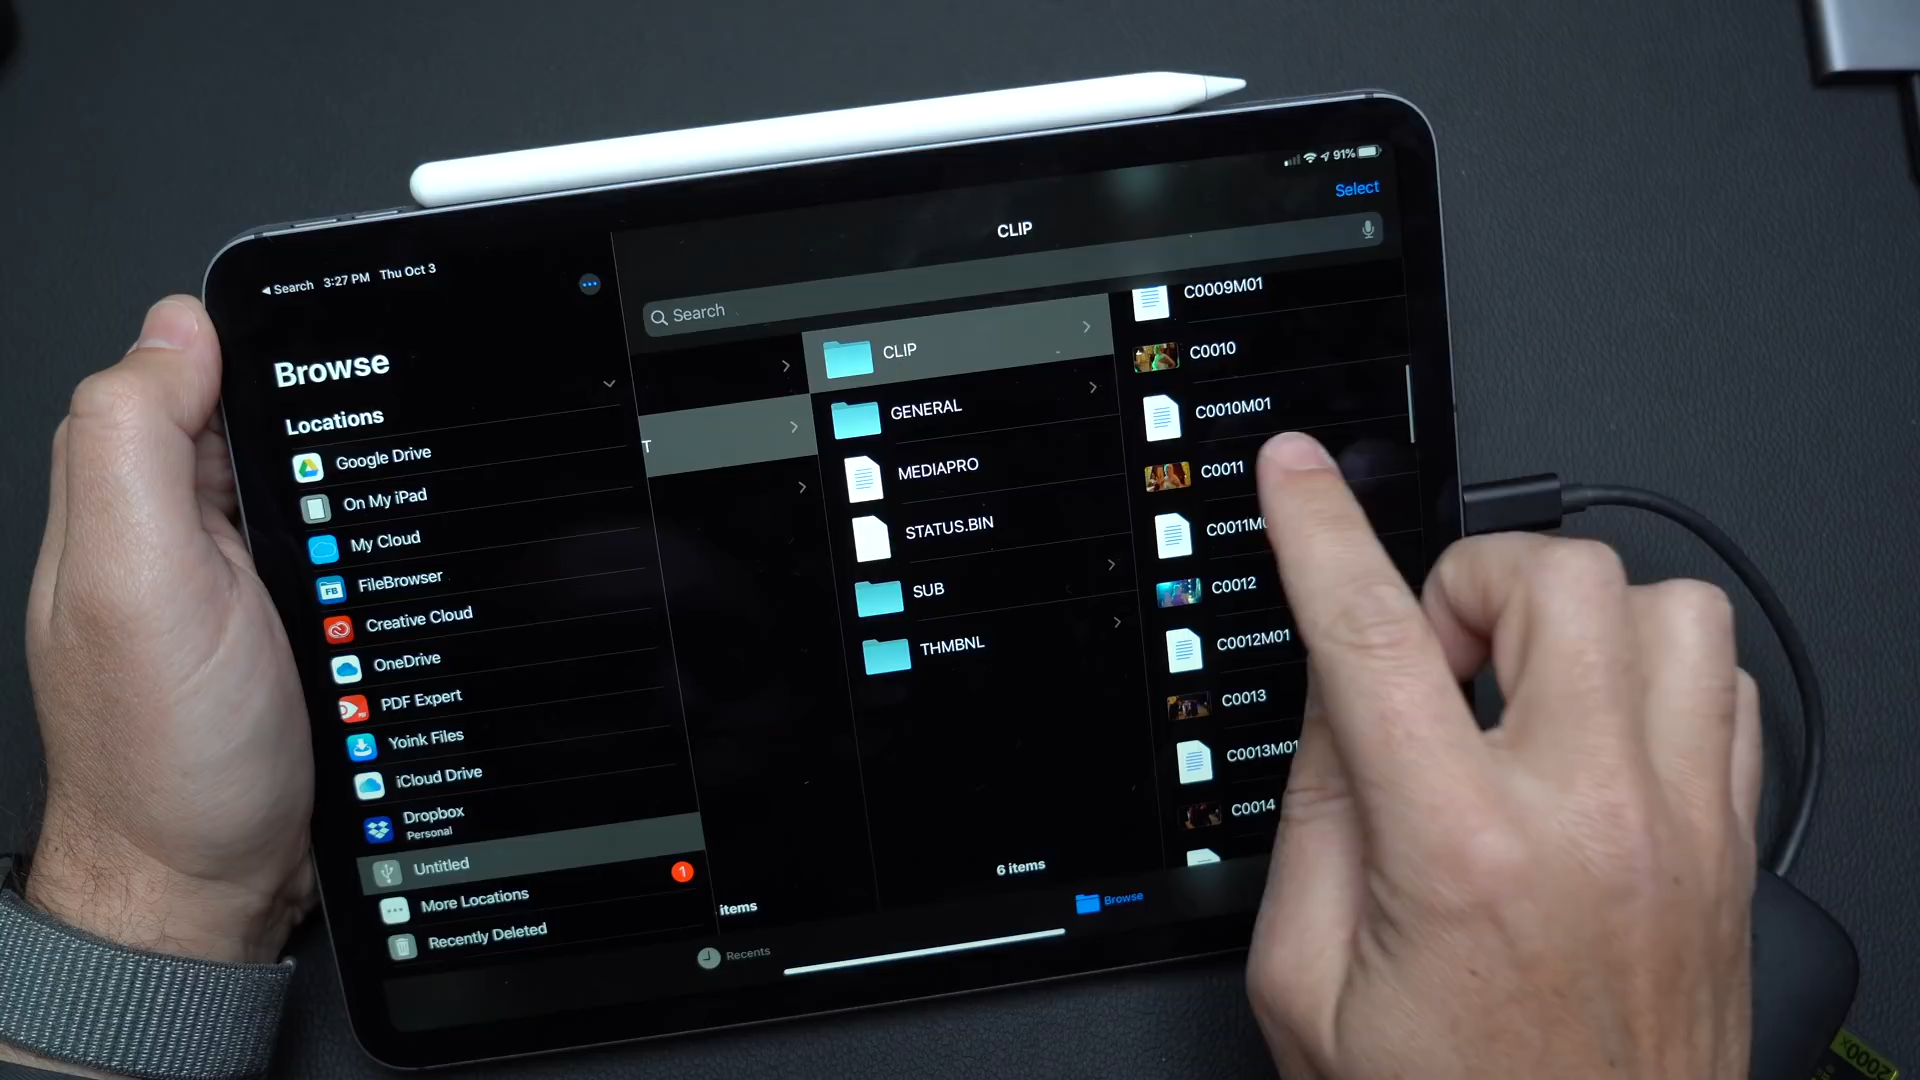 Search 3:27 PM Thu Oct 3
91%
Select
CLIP
Search
Browse
Locations
Google Drive
On My iPad
My Cloud
FileBrowser
Creative Cloud
OneDrive
PDF Expert
Yoink Files
iCloud Drive
Dropbox
Personal
Untitled
More Locations
1
Recently Deleted
T
items
CLIP
GENERAL
MEDIAPRO
STATUS.BIN
SUB
THMBNL
6 items
C0009M01
C0010
C0010M01
C0011
C0012
C0012M01
C0013
C0013M01
C0014
Recents
Browse
FB
2000x